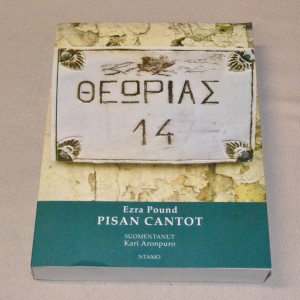 ΘΕΩΡΙΑΣ
14
Ezra Pound
PISAN CANTOT
SUOMENTANUT
Kari Aronpuro
NTAMO